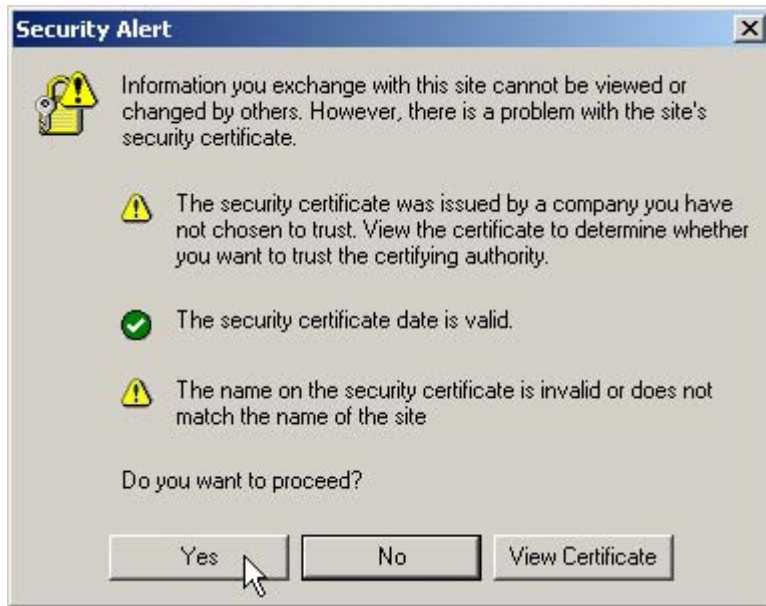 Security Alert
Information you exchange with this site cannot be viewed or
changed by others. However, there is a problem with the site's
security certificate.
The security certificate was issued by a company you have
not chosen to trust. View the certificate to determine whether
you want to trust the certifying authority.
The security certificate date is valid.
The name on the security certificate is invalid or does not
match the name of the site
Do you want to proceed?
Yes No View Certificate